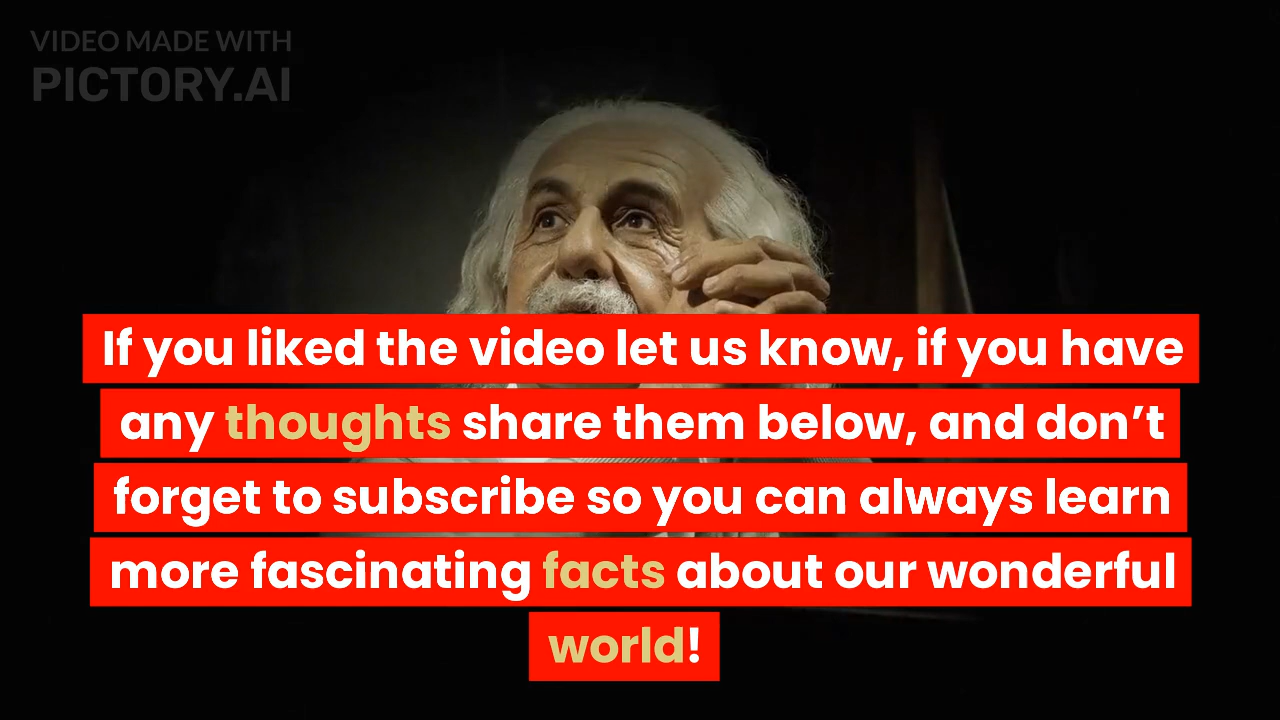 VIDEO MADE WITH
PICTORY.AI
If you liked the video let us know, if you have
any thoughts share them below, and don’t
forget to subscribe so you can always learn
more fascinating facts about our wonderful
world!